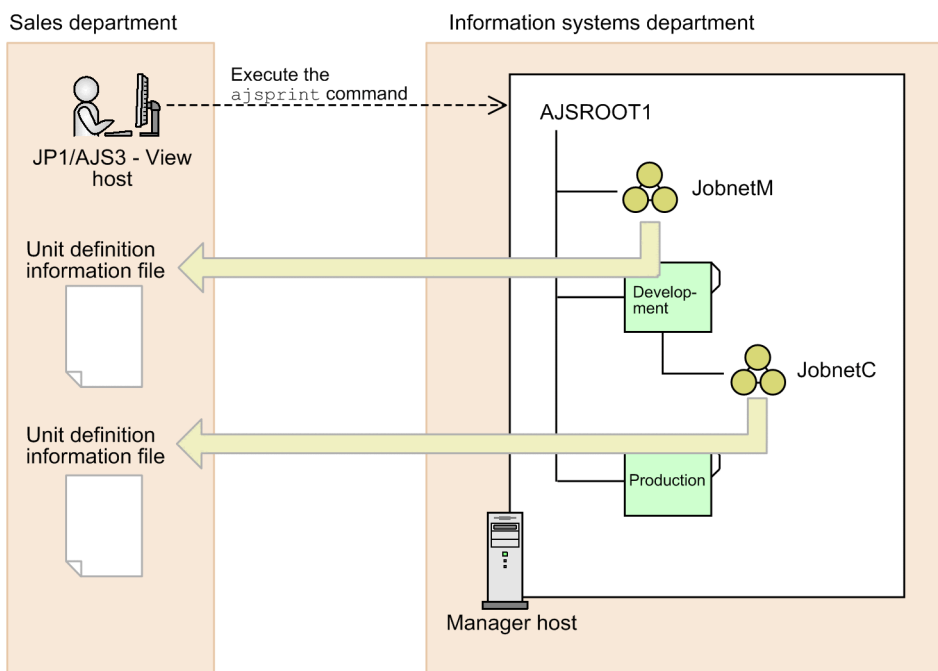 Sales department
Information systems department
Execute the
ajsprint command
JP1/AJS3 - View
host
AJSROOT1
JobnetM
Unit definition
information file
Develop-
ment
JobnetC
Unit definition
information file
Production
Manager host